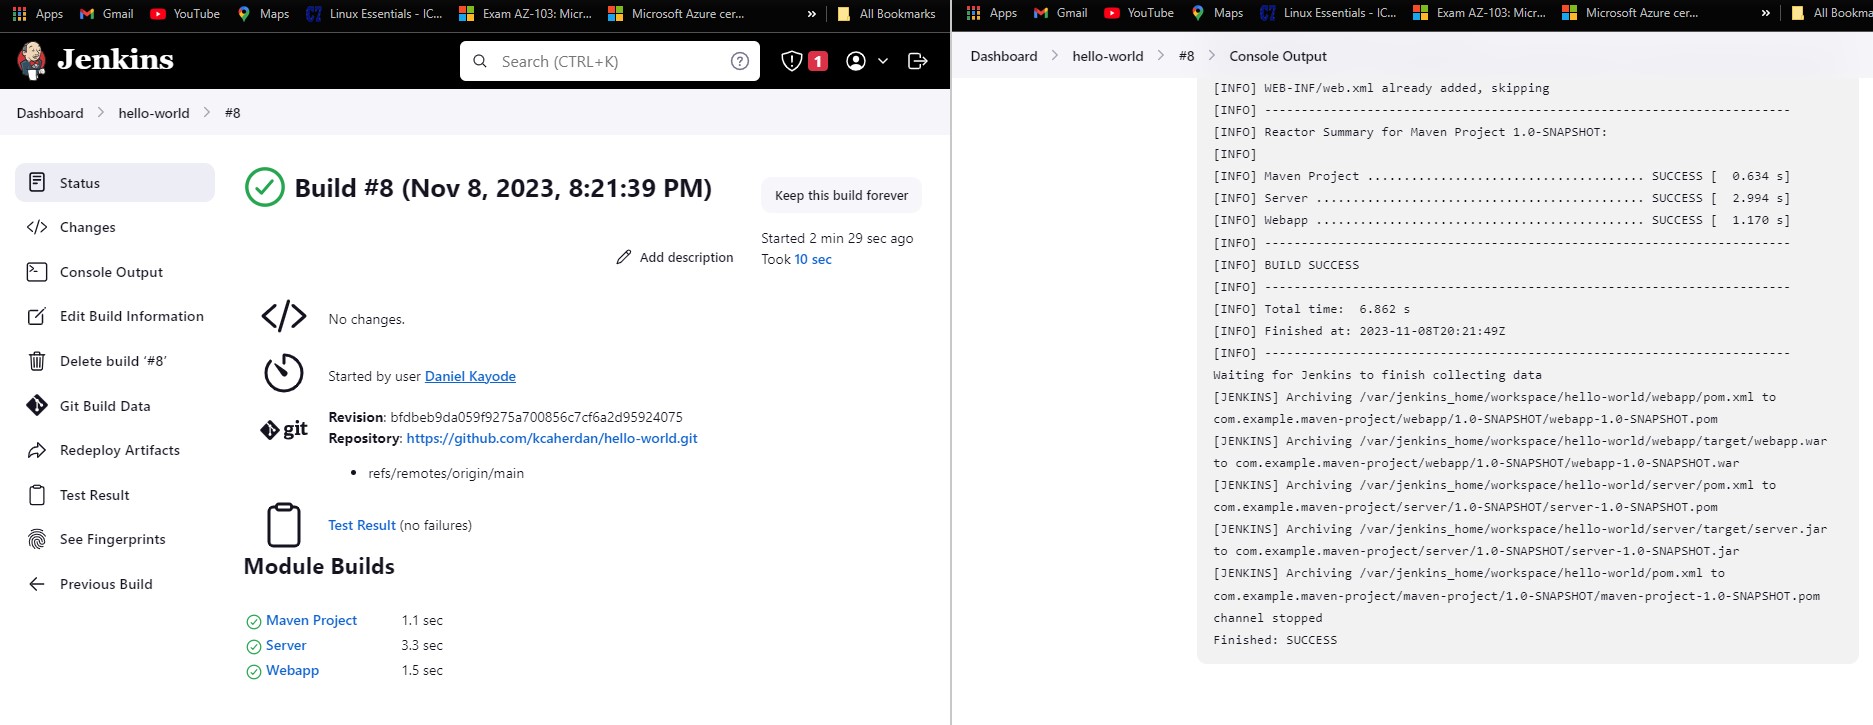 Apps Gmail YouTube Maps Linux Essentials - IC... Exam AZ-103: Micr... Microsoft Azure cer... » All Bookmarks
Jenkins
Search (CTRL+K)
1
Dashboard > hello-world > #8
Status
Changes
Console Output
Edit Build Information
Delete build ‘#8’
Git Build Data
Redeploy Artifacts
Test Result
See Fingerprints
Previous Build
Build #8 (Nov 8, 2023, 8:21:39 PM)
Keep this build forever
Started 2 min 29 sec ago
Took 10 sec
Add description
No changes.
Started by user Daniel Kayode
git
Revision: bfdbeb9da059f9275a700856c7cf6a2d95924075
Repository: https://github.com/kcaherdan/hello-world.git
• refs/remotes/origin/main
Test Result (no failures)
Module Builds
Maven Project 1.1 sec
Server 3.3 sec
Webapp 1.5 sec
Apps Gmail YouTube Maps Linux Essentials - IC... Exam AZ-103: Micr... Microsoft Azure cer... » All Bookma
Dashboard > hello-world > #8 > Console Output
[INFO] WEB-INF/web.xml already added, skipping
[INFO] ------------------------------------------------------------------------
[INFO] Reactor Summary for Maven Project 1.0-SNAPSHOT:
[INFO]
[INFO] Maven Project ...................................... SUCCESS [  0.634 s]
[INFO] Server ............................................. SUCCESS [  2.994 s]
[INFO] Webapp ............................................. SUCCESS [  1.170 s]
[INFO] ------------------------------------------------------------------------
[INFO] BUILD SUCCESS
[INFO] ------------------------------------------------------------------------
[INFO] Total time:  6.862 s
[INFO] Finished at: 2023-11-08T20:21:49Z
[INFO] ------------------------------------------------------------------------
Waiting for Jenkins to finish collecting data
[JENKINS] Archiving /var/jenkins_home/workspace/hello-world/webapp/pom.xml to
com.example.maven-project/webapp/1.0-SNAPSHOT/webapp-1.0-SNAPSHOT.pom
[JENKINS] Archiving /var/jenkins_home/workspace/hello-world/webapp/target/webapp.war
to com.example.maven-project/webapp/1.0-SNAPSHOT/webapp-1.0-SNAPSHOT.war
[JENKINS] Archiving /var/jenkins_home/workspace/hello-world/server/pom.xml to
com.example.maven-project/server/1.0-SNAPSHOT/server-1.0-SNAPSHOT.pom
[JENKINS] Archiving /var/jenkins_home/workspace/hello-world/server/target/server.jar
to com.example.maven-project/server/1.0-SNAPSHOT/server-1.0-SNAPSHOT.jar
[JENKINS] Archiving /var/jenkins_home/workspace/hello-world/pom.xml to
com.example.maven-project/maven-project/1.0-SNAPSHOT/maven-project-1.0-SNAPSHOT.pom
channel stopped
Finished: SUCCESS